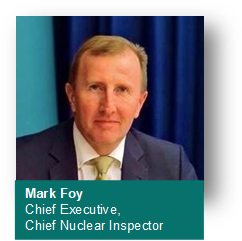 Mark Foy
Chief Executive,
Chief Nuclear Inspector